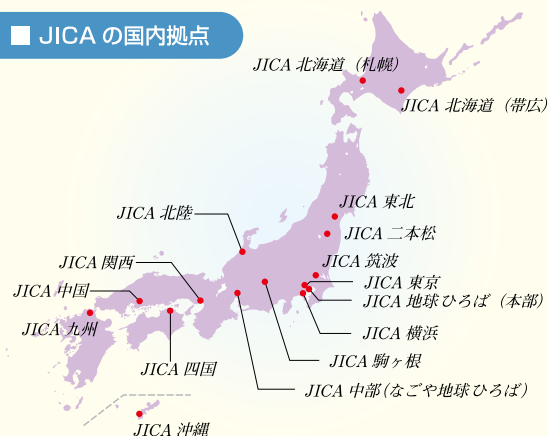 ■ JICA の国内拠点
JICA 北海道（札幌）
JICA 北海道（帯広）
JICA 東北
JICA 北陸
JICA 二本松
JICA 筑波
JICA 関西
JICA 東京
JICA 中国
JICA 地球ひろば（本部）
JICA 九州
JICA 横浜
JICA 駒ヶ根
JICA 四国
JICA 中部（なごや地球ひろば）
JICA 沖縄